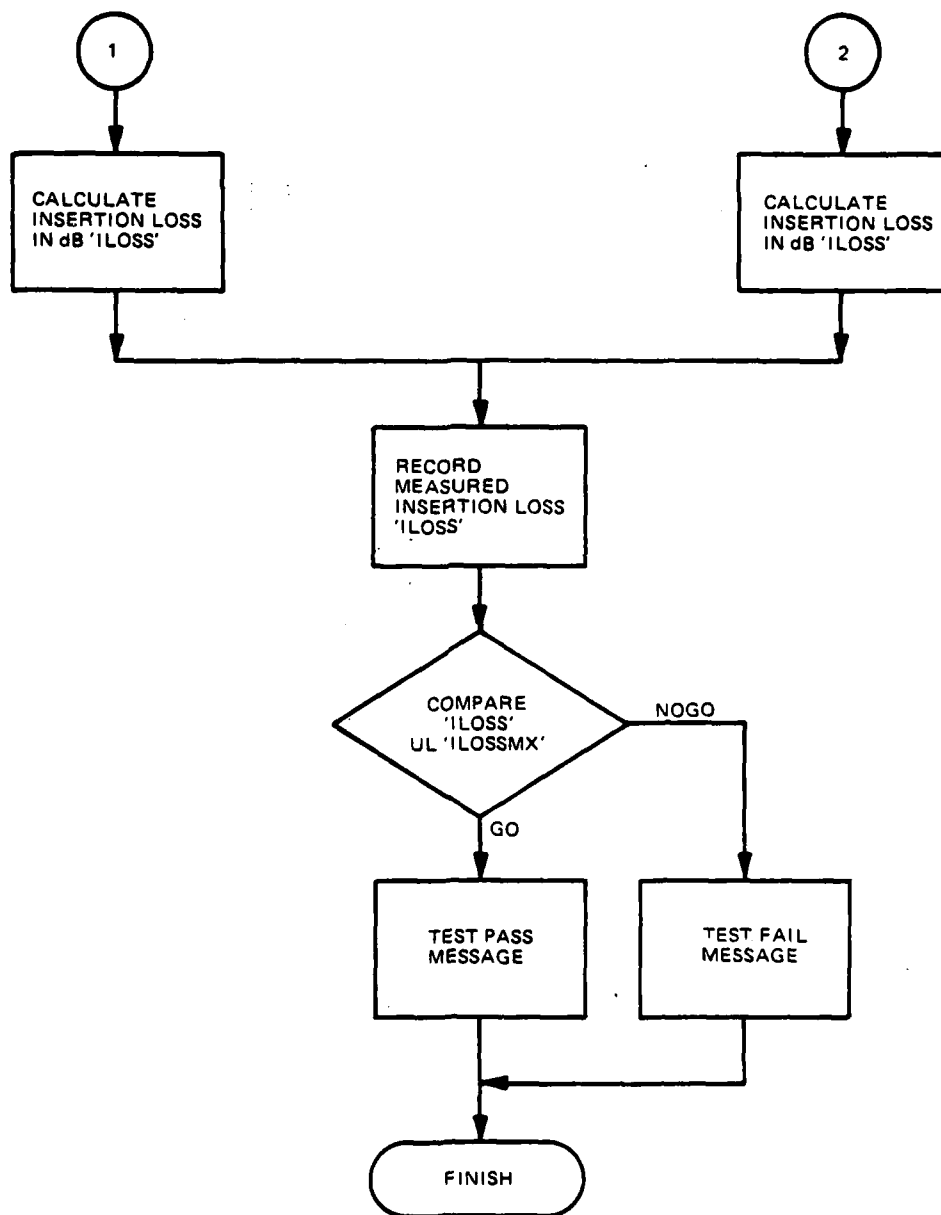 1
2
CALCULATE
INSERTION LOSS
IN dB 'ILOSS'
CALCULATE
INSERTION LOSS
IN dB 'ILOSS'
RECORD
MEASURED
INSERTION LOSS
'ILOSS'
COMPARE
'ILOSS'
UL 'ILOSSMX'
NOGO
GO
TEST PASS
MESSAGE
TEST FAIL
MESSAGE
FINISH